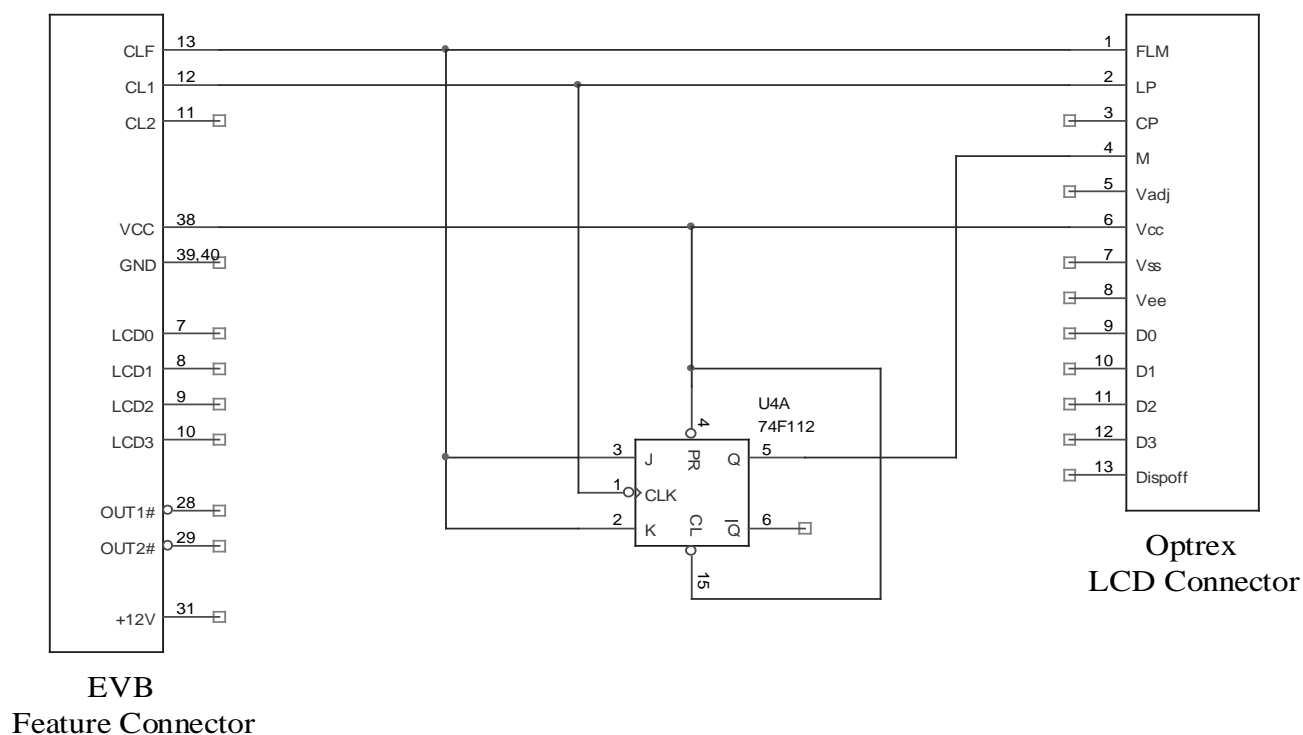 CLF 13
CL1 12
CL2 11
VCC 38
GND 39,40
LCD0 7
LCD1 8
LCD2 9
LCD3 10
OUT1# 28
OUT2# 29
+12V 31
EVB
Feature Connector
U4A
74F112
4
3 J PR Q 5
1 CLK
2 K CL Q 6
15
1 FLM
2 LP
3 CP
4 M
5 Vadj
6 Vcc
7 Vss
8 Vee
9 D0
10 D1
11 D2
12 D3
13 Dispoff
Optrex
LCD Connector